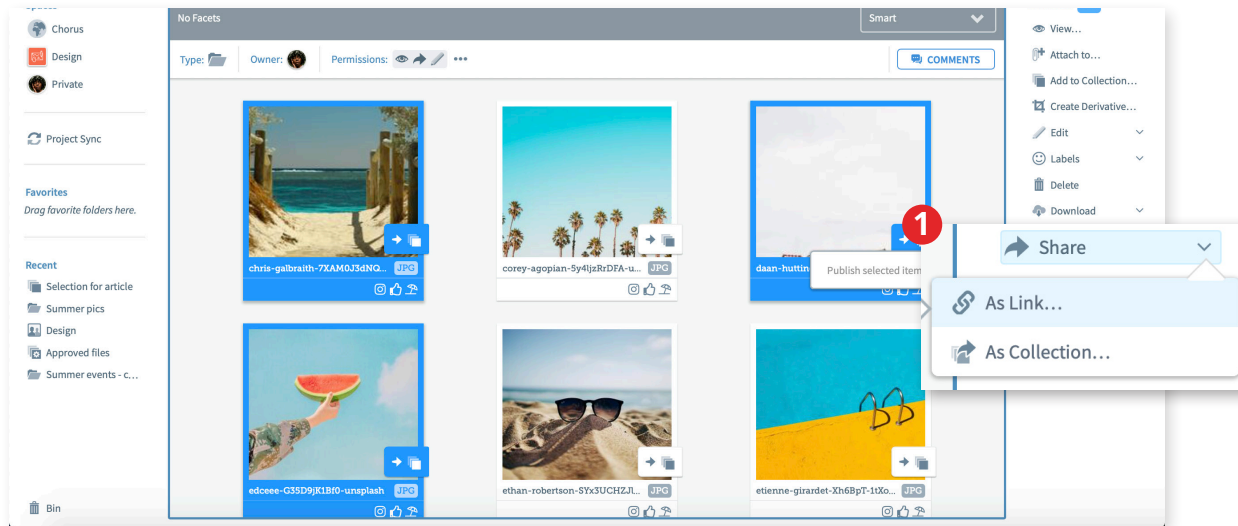 Spaces
Chorus
Design
Private
Project Sync
Favorites
Drag favorite folders here.
Recent
Selection for article
Summer pics
Design
Approved files
Summer events - c...
Bin
No Facets
Smart
Type:
Owner:
Permissions:
COMMENTS
chris-galbraith-7XAM0J3dNQ... JPG
corey-agopian-5y4ljzRrDFA-u... JPG
daan-huttin
Publish selected item
edceee-G35D9jK1Bf0-unsplash JPG
ethan-robertson-SYx3UCHZJl... JPG
etienne-girardet-Xh6BpT-1tXo... JPG
View...
Attach to...
Add to Collection...
Create Derivative...
Edit
Labels
Delete
Download
1
Share
As Link...
As Collection...